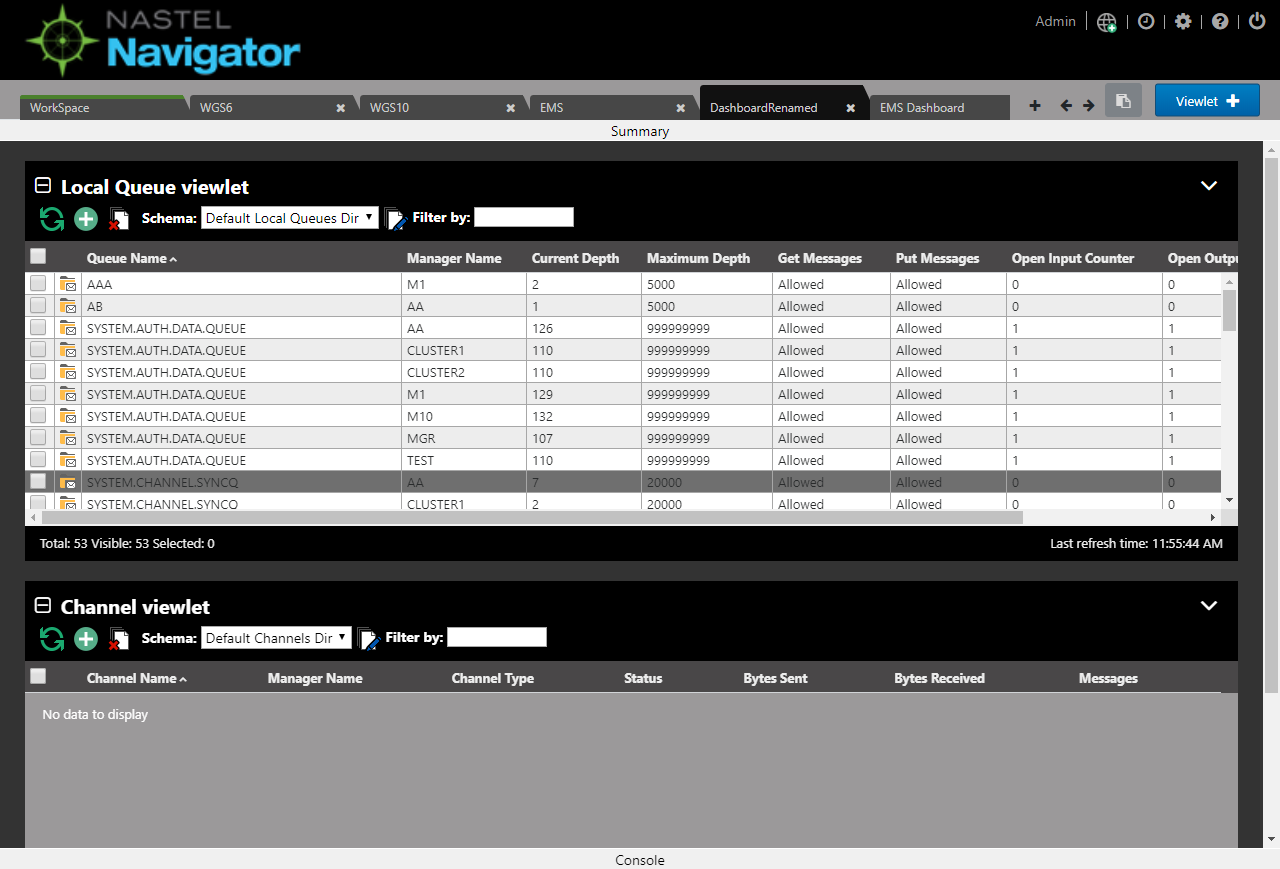 NASTEL
Navigator
Admin
WorkSpace WGS6 WGS10 EMS DashboardRenamed EMS Dashboard Viewlet
Summary
Local Queue viewlet
Schema: Default Local Queues Dir Filter by:
Queue Name Manager Name Current Depth Maximum Depth Get Messages Put Messages Open Input Counter Open Outpu
AAA M1 2 5000 Allowed Allowed 0 0
AB AA 1 5000 Allowed Allowed 0 0
SYSTEM.AUTH.DATA.QUEUE AA 126 999999999 Allowed Allowed 1 1
SYSTEM.AUTH.DATA.QUEUE CLUSTER1 110 999999999 Allowed Allowed 1 1
SYSTEM.AUTH.DATA.QUEUE CLUSTER2 110 999999999 Allowed Allowed 1 1
SYSTEM.AUTH.DATA.QUEUE M1 129 999999999 Allowed Allowed 1 1
SYSTEM.AUTH.DATA.QUEUE M10 132 999999999 Allowed Allowed 1 1
SYSTEM.AUTH.DATA.QUEUE MGR 107 999999999 Allowed Allowed 1 1
SYSTEM.AUTH.DATA.QUEUE TEST 110 999999999 Allowed Allowed 1 1
SYSTEM.CHANNEL.SYNCQ AA 7 20000 Allowed Allowed 0 0
SYSTEM.CHANNEL.SYNCQ CLUSTER1 2 20000 Allowed Allowed 0 0
Total: 53 Visible: 53 Selected: 0 Last refresh time: 11:55:44 AM
Channel viewlet
Schema: Default Channels Dir Filter by:
Channel Name Manager Name Channel Type Status Bytes Sent Bytes Received Messages
No data to display
Console